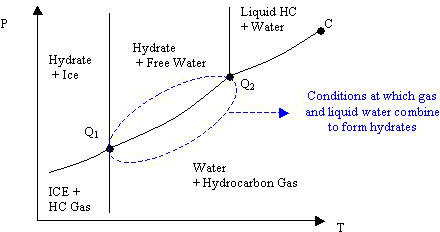 P
Hydrate
+ Ice
Hydrate
+ Free Water
Liquid HC
+ Water
C
Q2
Q1
Conditions at which gas
and liquid water combine
to form hydrates
ICE +
HC Gas
Water
+ Hydrocarbon Gas
T